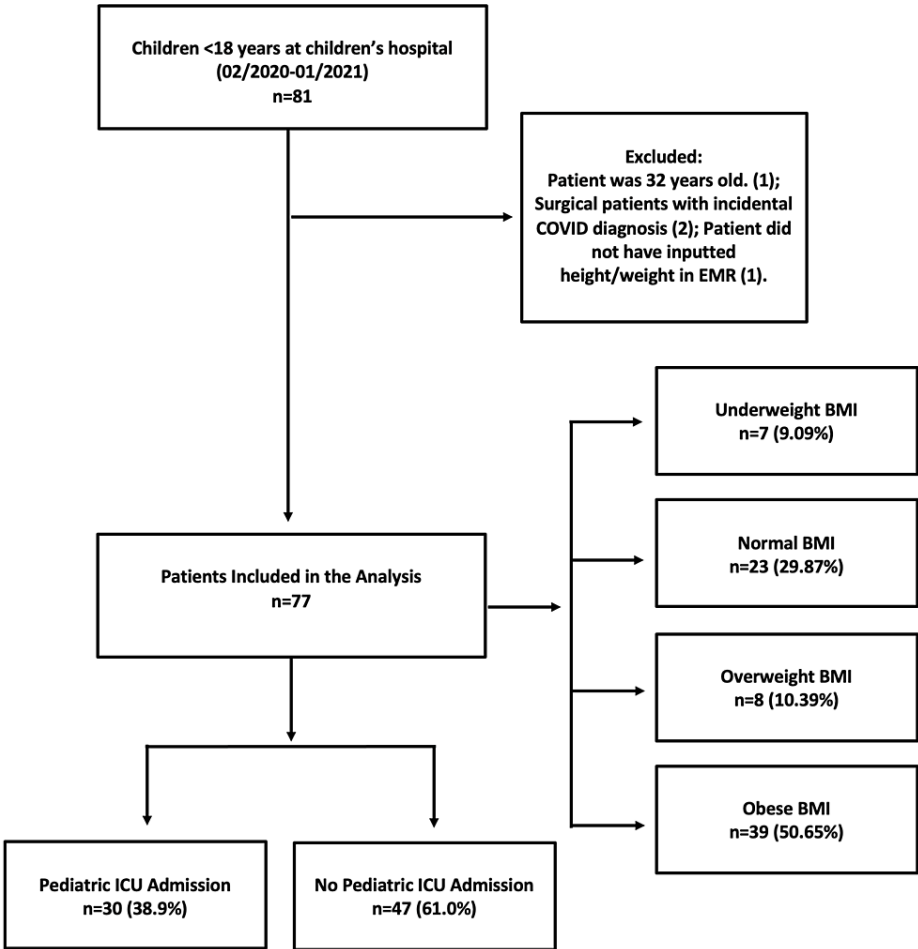 Children <18 years at children's hospital
(02/2020-01/2021)
n=81
Excluded:
Patient was 32 years old. (1);
Surgical patients with incidental
COVID diagnosis (2); Patient did
not have inputted
height/weight in EMR (1).
Underweight BMI
n=7 (9.09%)
Normal BMI
n=23 (29.87%)
Patients Included in the Analysis
n=77
Overweight BMI
n=8 (10.39%)
Obese BMI
n=39 (50.65%)
Pediatric ICU Admission
n=30 (38.9%)
No Pediatric ICU Admission
n=47 (61.0%)